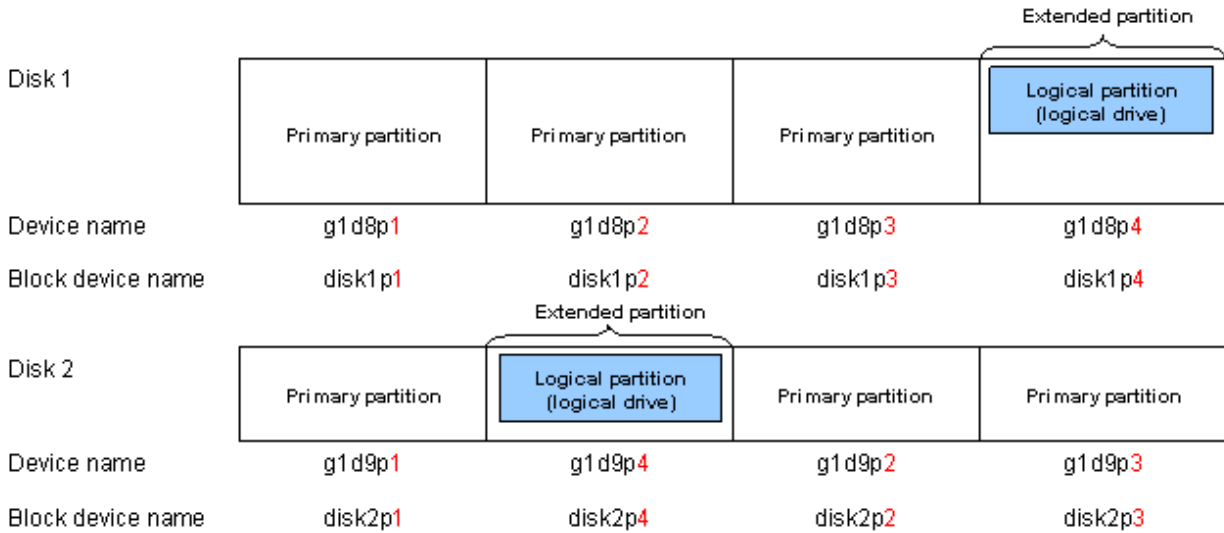 Extended partition
Disk 1
Primary partition Primary partition Primary partition Logical partition
(logical drive)
Device name g1d8p1 g1d8p2 g1d8p3 g1d8p4
Block device name disk1p1 disk1p2 disk1p3 disk1p4
Extended partition
Disk 2
Primary partition Logical partition
(logical drive) Primary partition Primary partition
Device name g1d9p1 g1d9p4 g1d9p2 g1d9p3
Block device name disk2p1 disk2p4 disk2p2 disk2p3